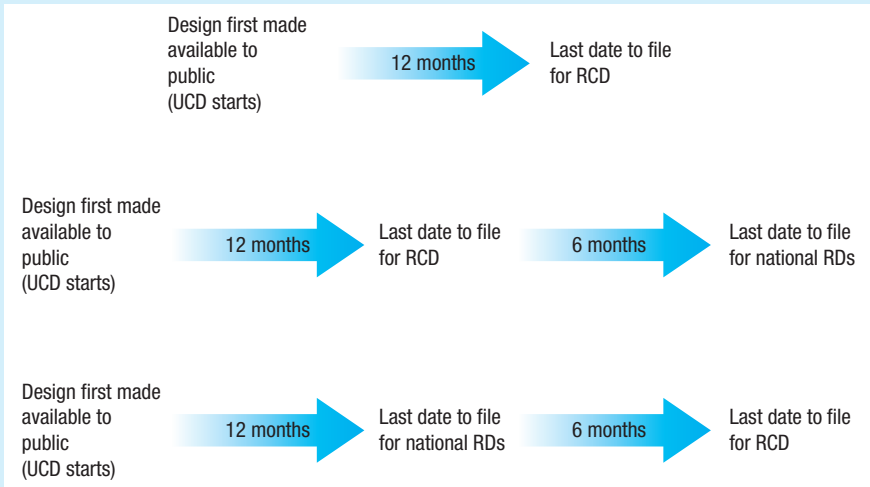 Design first made
available to
public
(UCD starts)
12 months
Last date to file
for RCD
Design first made
available to
public
(UCD starts)
12 months
Last date to file
for RCD
6 months
Last date to file
for national RDs
Design first made
available to
public
(UCD starts)
12 months
Last date to file
for national RDs
6 months
Last date to file
for RCD